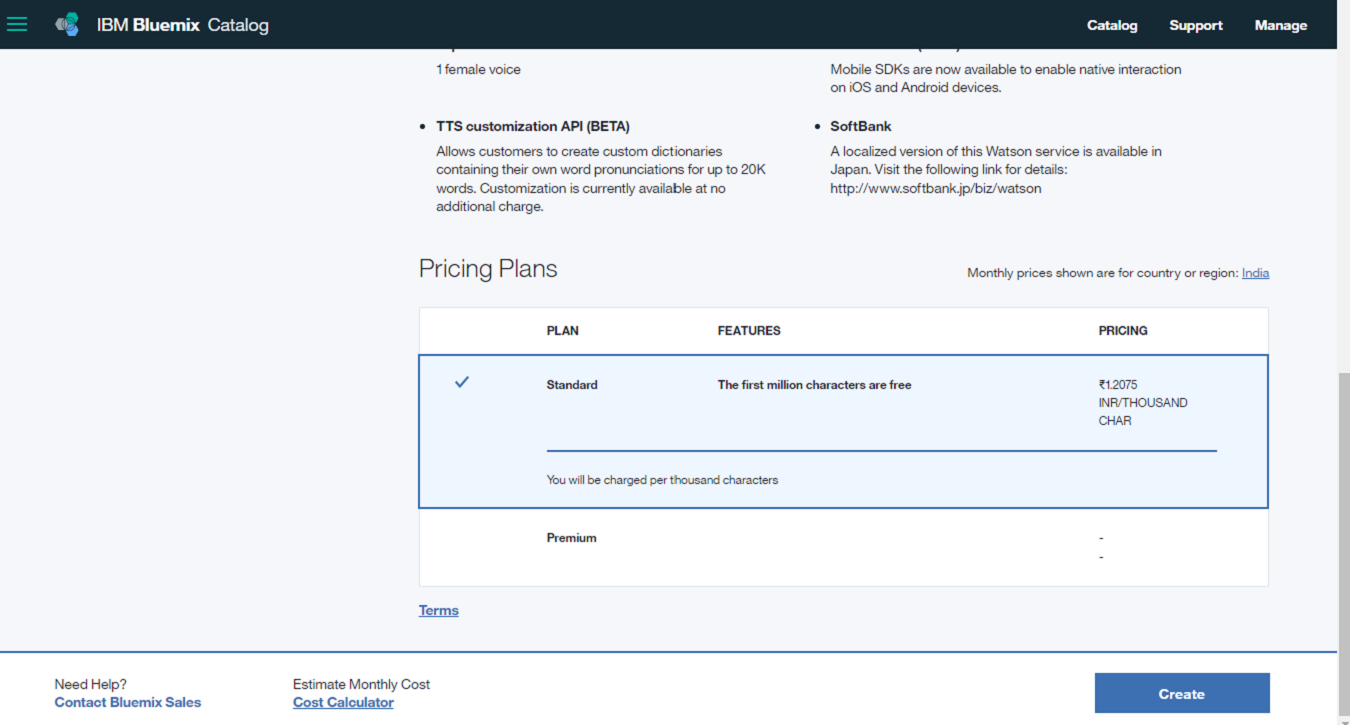 IBM Bluemix Catalog
Catalog
Support
Manage
1 female voice
Mobile SDKs are now available to enable native interaction
on iOS and Android devices.
• TTS customization API (BETA)
Allows customers to create custom dictionaries
containing their own word pronunciations for up to 20K
words. Customization is currently available at no
additional charge.
• SoftBank
A localized version of this Watson service is available in
Japan. Visit the following link for details:
http://www.softbank.jp/biz/watson
Pricing Plans
Monthly prices shown are for country or region: India
PLAN
FEATURES
PRICING
Standard
The first million characters are free
₹1.2075
INR/THOUSAND
CHAR
You will be charged per thousand characters
Premium
-
-
Terms
Need Help?
Contact Bluemix Sales
Estimate Monthly Cost
Cost Calculator
Create